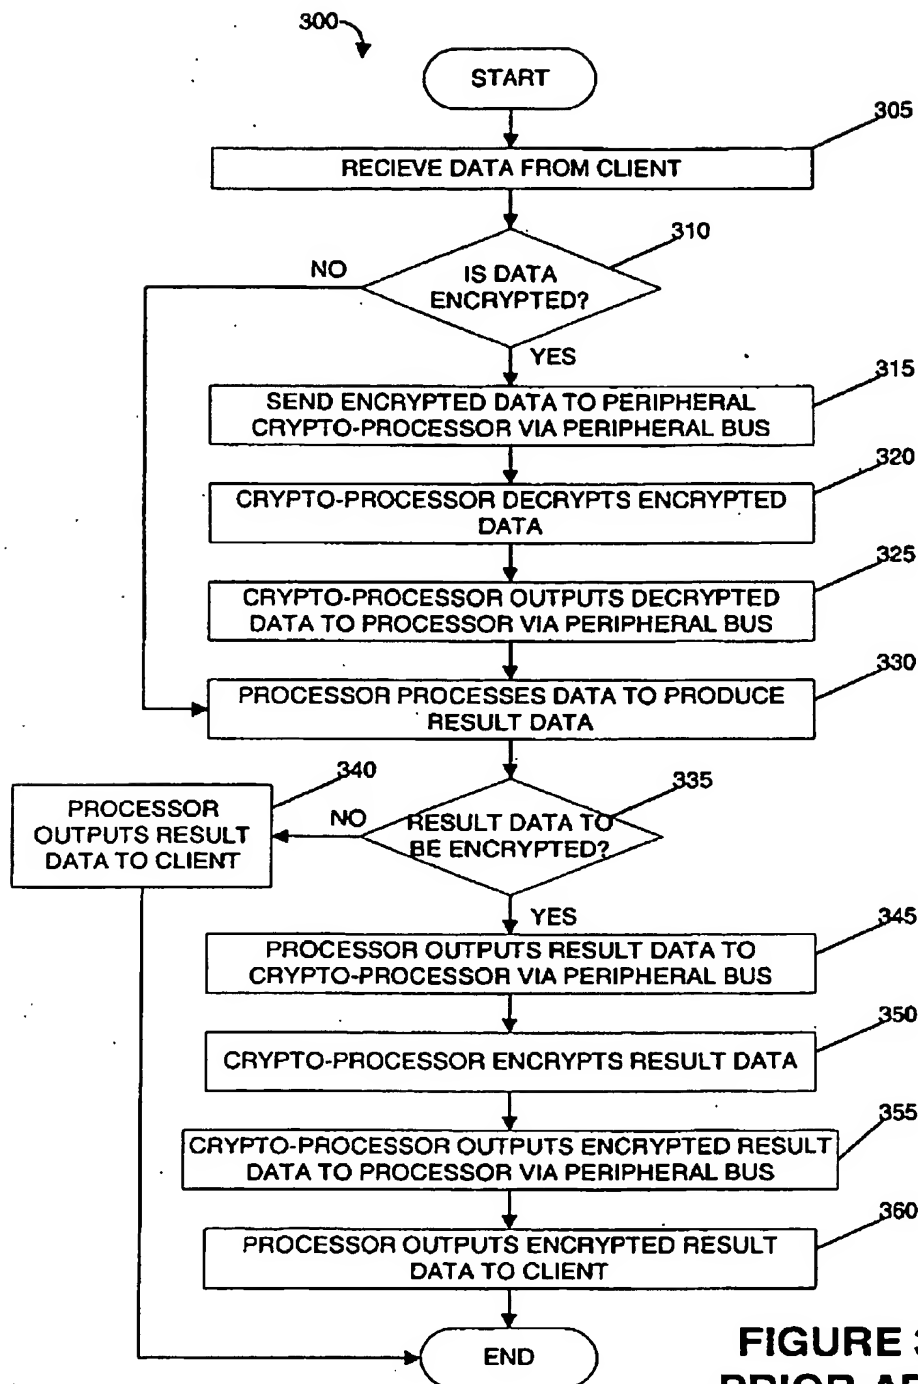 300
START
305
RECIEVE DATA FROM CLIENT
310
IS DATA
ENCRYPTED?
NO
YES
315
SEND ENCRYPTED DATA TO PERIPHERAL
CRYPTO-PROCESSOR VIA PERIPHERAL BUS
320
CRYPTO-PROCESSOR DECRYPTS ENCRYPTED
DATA
325
CRYPTO-PROCESSOR OUTPUTS DECRYPTED
DATA TO PROCESSOR VIA PERIPHERAL BUS
330
PROCESSOR PROCESSES DATA TO PRODUCE
RESULT DATA
340
PROCESSOR
OUTPUTS RESULT
DATA TO CLIENT
NO
335
RESULT DATA TO
BE ENCRYPTED?
YES
345
PROCESSOR OUTPUTS RESULT DATA TO
CRYPTO-PROCESSOR VIA PERIPHERAL BUS
350
CRYPTO-PROCESSOR ENCRYPTS RESULT DATA
355
CRYPTO-PROCESSOR OUTPUTS ENCRYPTED RESULT
DATA TO PROCESSOR VIA PERIPHERAL BUS
360
PROCESSOR OUTPUTS ENCRYPTED RESULT
DATA TO CLIENT
END
FIGURE
PRIOR